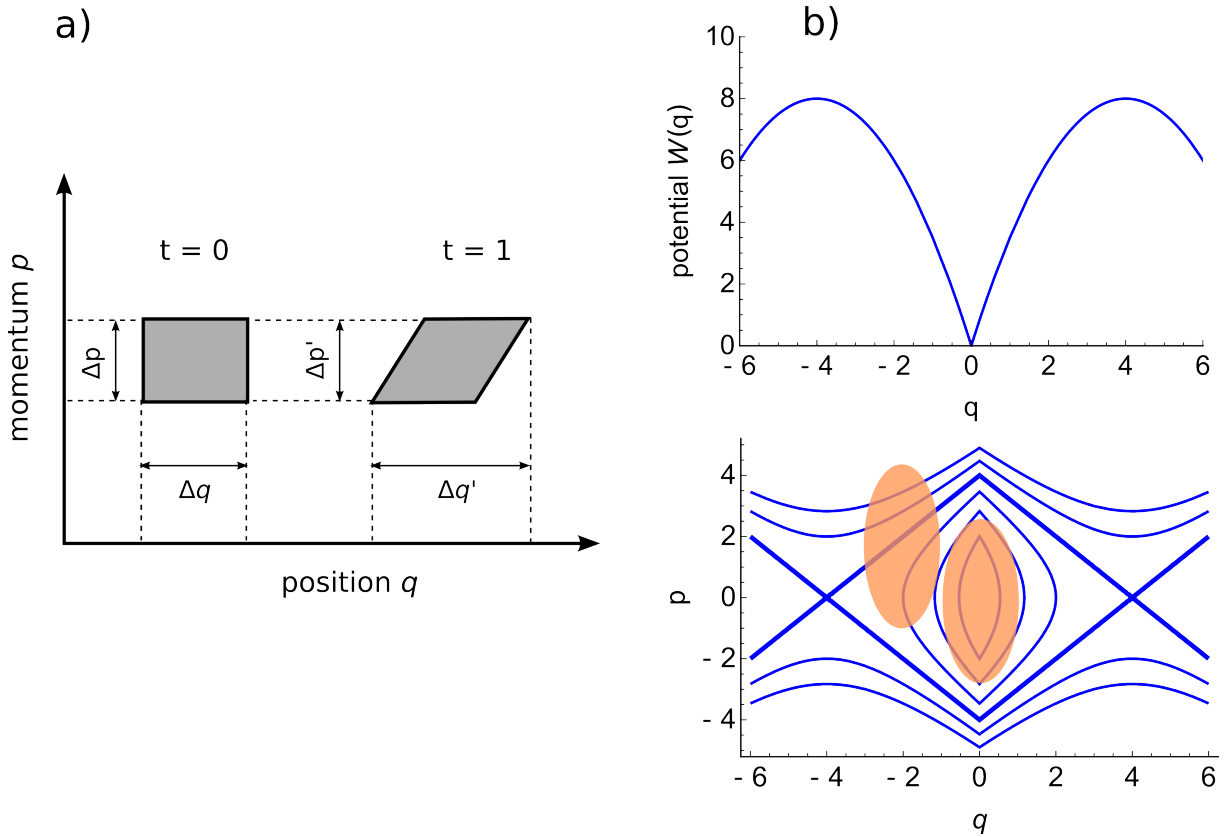 a)
momentum p
t = 0
t = 1
Δp
Δp'
Δq
Δq'
position q
b)
potential W(q)
10
8
6
4
2
0
- 6
- 4
- 2
0
2
4
6
q
p
4
2
0
- 2
- 4
- 6
- 4
- 2
0
2
4
6
q